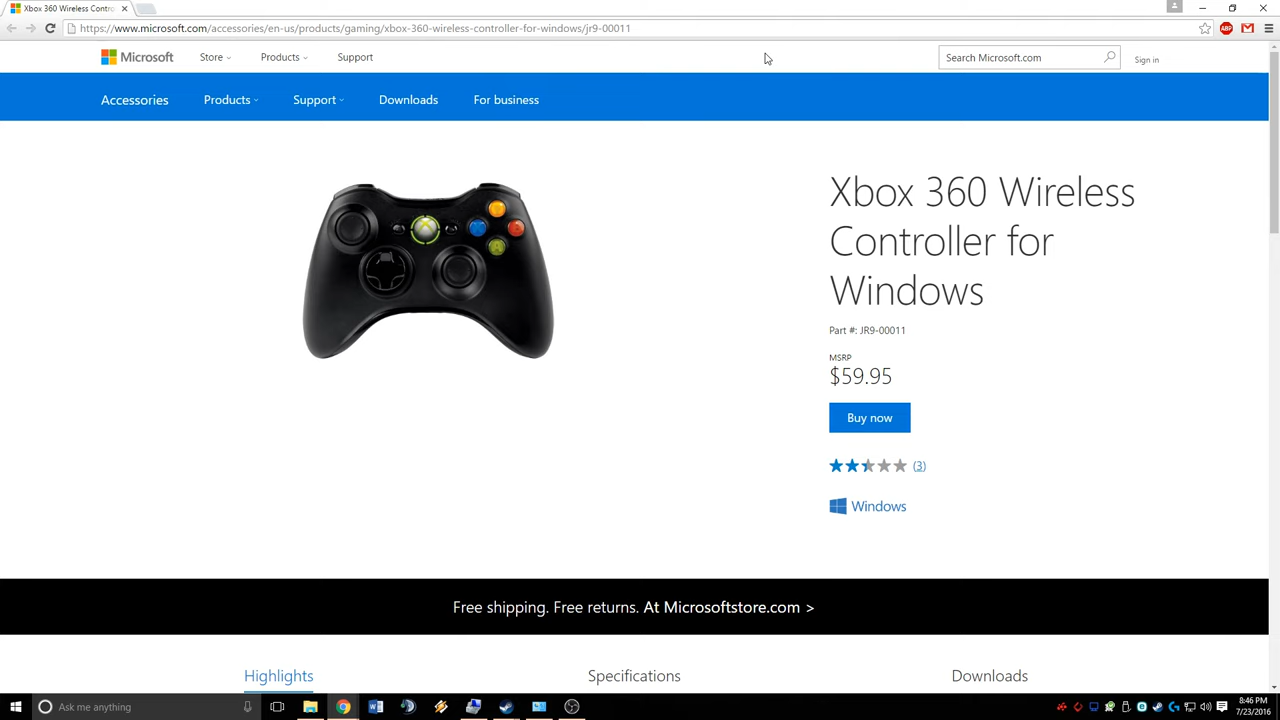 Xbox 360 Wireless Contro
https://www.microsoft.com/accessories/en-us/products/gaming/xbox-360-wireless-controller-for-windows/jr9-00011
ABP
Microsoft
Store
Products
Support
Search Microsoft.com
Sign in
Accessories
Products
Support
Downloads
For business
Xbox 360 Wireless
Controller for
Windows
Part #: JR9-00011
MSRP
$59.95
Buy now
(3)
Windows
Free shipping. Free returns. At Microsoftstore.com >
Highlights
Specifications
Downloads
Ask me anything
8:46 PM
7/23/2016